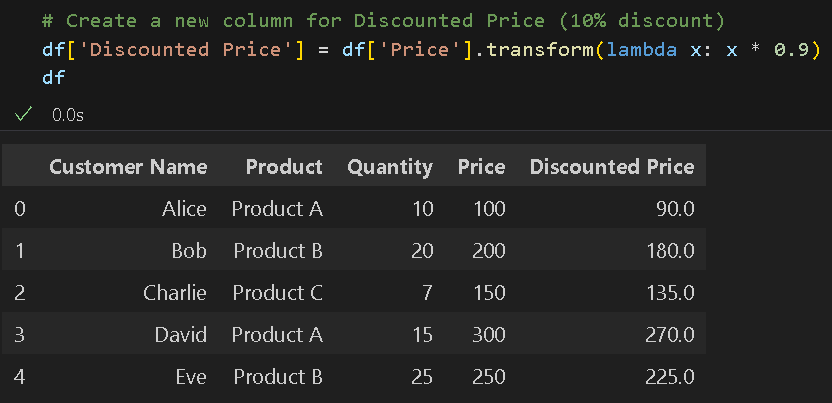 # Create a new column for Discounted Price (10% discount)
df['Discounted Price'] = df['Price'].transform(lambda x: x * 0.9)
df
✓ 0.0s
Customer Name Product Quantity Price Discounted Price
0 Alice Product A 10 100 90.0
1 Bob Product B 20 200 180.0
2 Charlie Product C 7 150 135.0
3 David Product A 15 300 270.0
4 Eve Product B 25 250 225.0